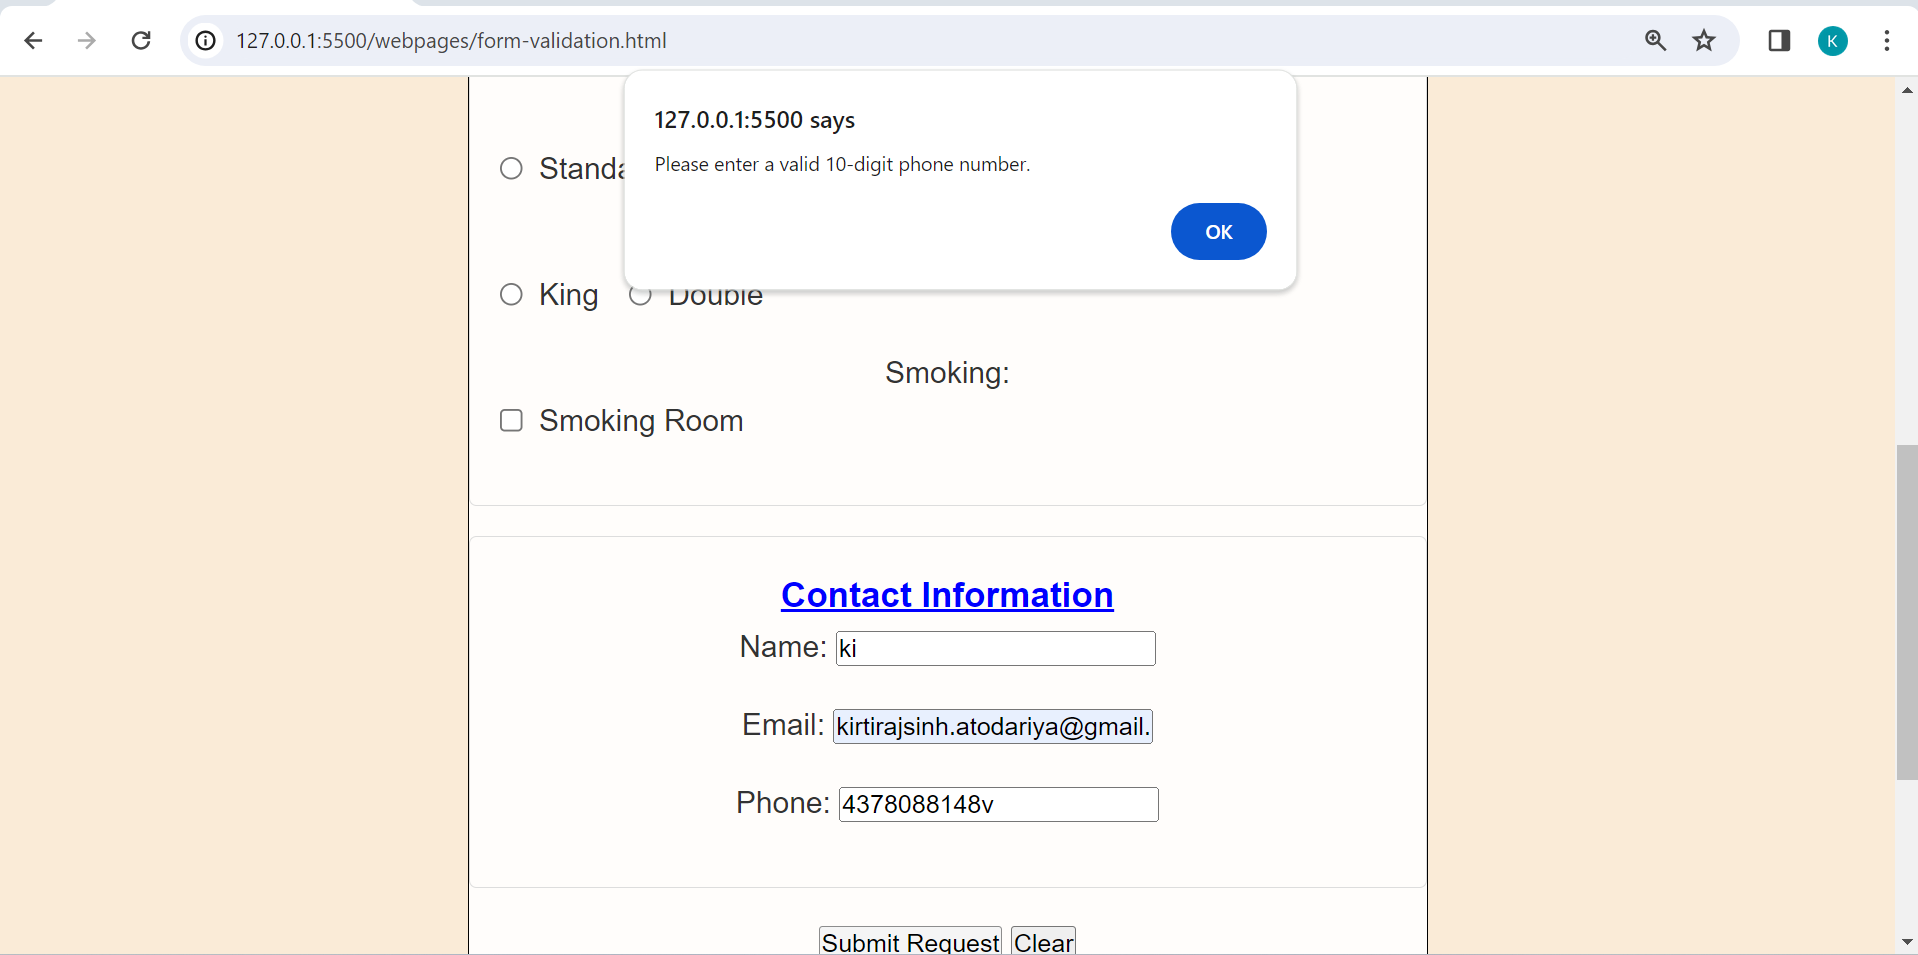 127.0.0.1:5500/webpages/form-validation.html
K
127.0.0.1:5500 says
Please enter a valid 10-digit phone number.
OK
Standa
King Double
Smoking:
Smoking Room
Contact Information
Name: ki
Email: kirtirajsinh.atodariya@gmail.
Phone: 4378088148v
Submit Request Clear